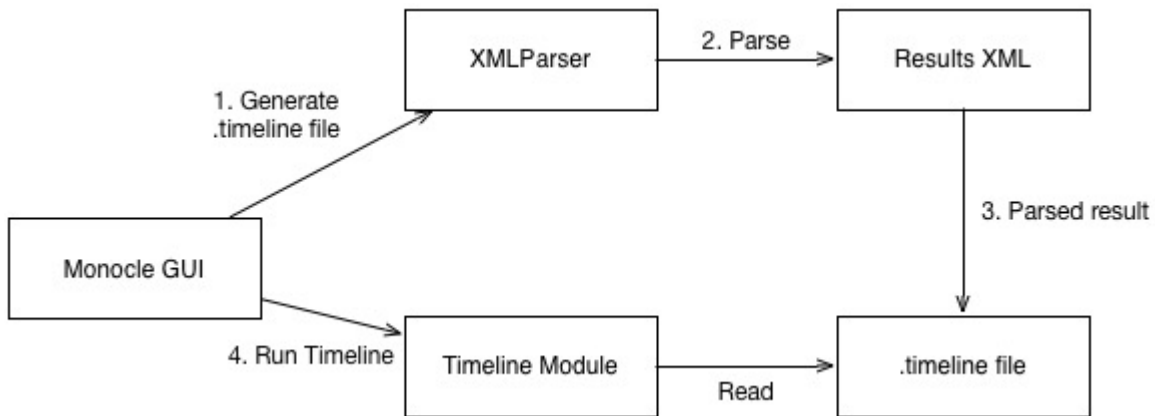 XMLParser
2. Parse
Results XML
1. Generate
.timeline file
3. Parsed result
Monocle GUI
4. Run Timeline
Timeline Module
Read
.timeline file